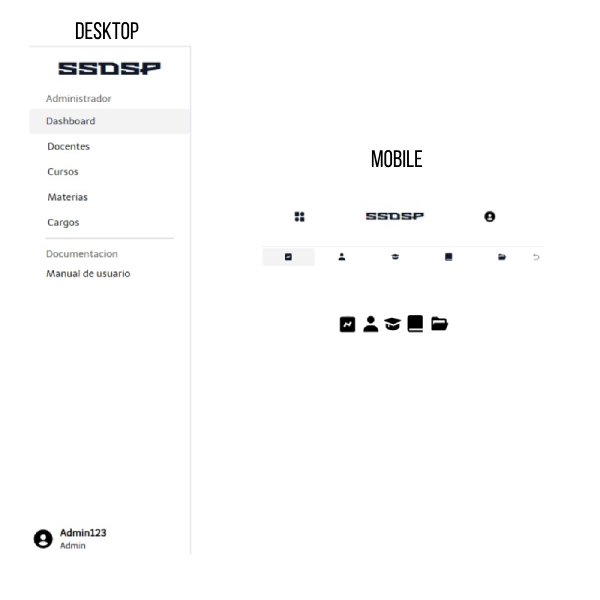 DESKTOP
SSDSP
Administrador
Dashboard
Docentes
Cursos
Materias
Cargos
Documentacion
Manual de usuario
Admin123
Admin
MOBILE
SSDSP